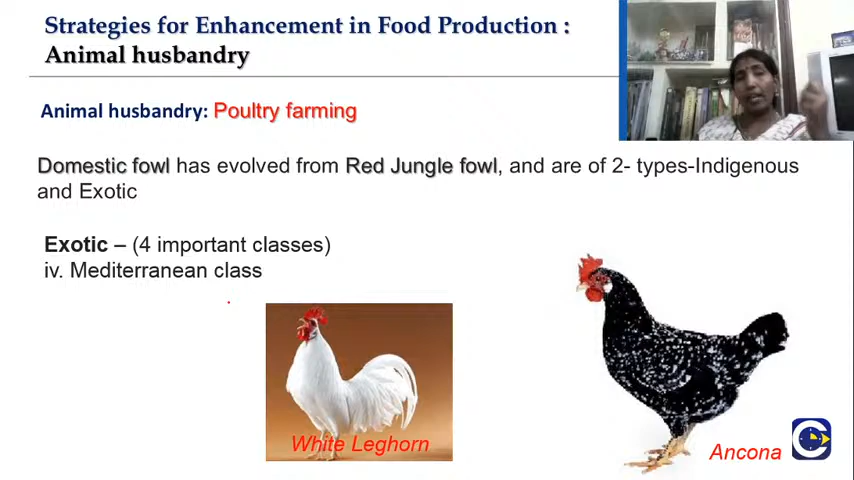 Strategies for Enhancement in Food Production :
Animal husbandry
Animal husbandry: Poultry farming
Domestic fowl has evolved from Red Jungle fowl, and are of 2- types-Indigenous
and Exotic
Exotic – (4 important classes)
iv. Mediterranean class
White Leghorn
Ancona